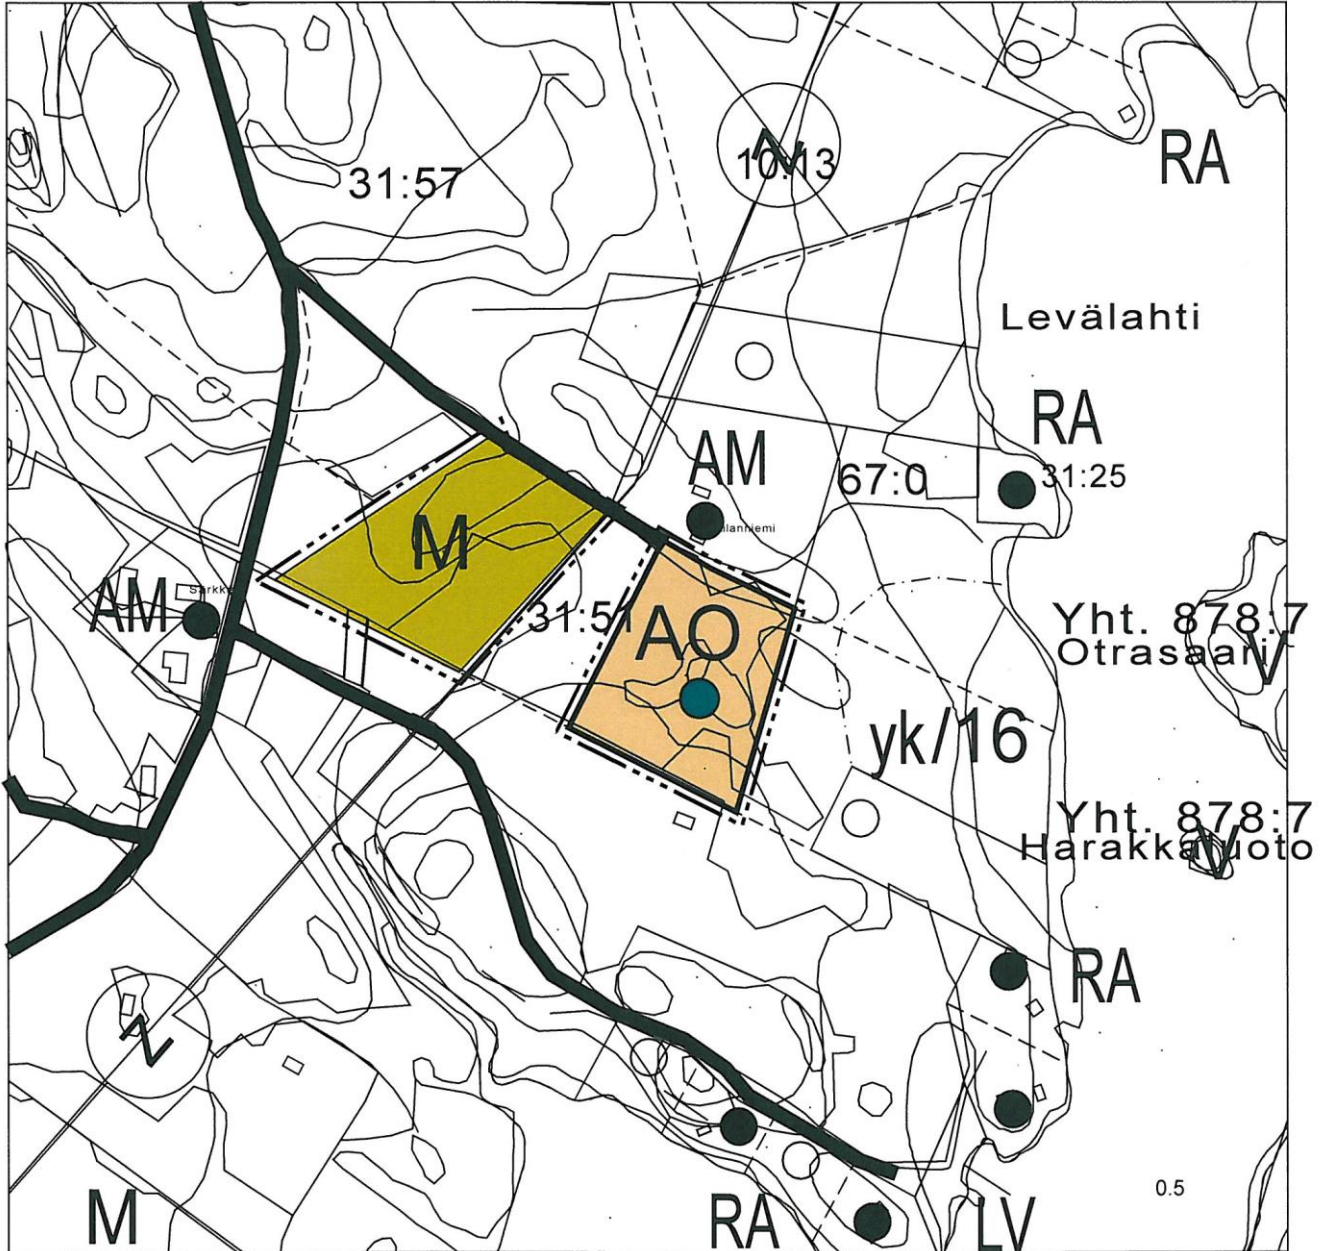 RA
10:13
31:57
Levälahti
RA
AM
67:0
31:25
M
AM
31:51
AO
Yht. 878:7
Otrasaari
V
yk/16
Yht. 878:7
Harakkaluoto
V
RA
Z
Z
0.5
M
RA
LV